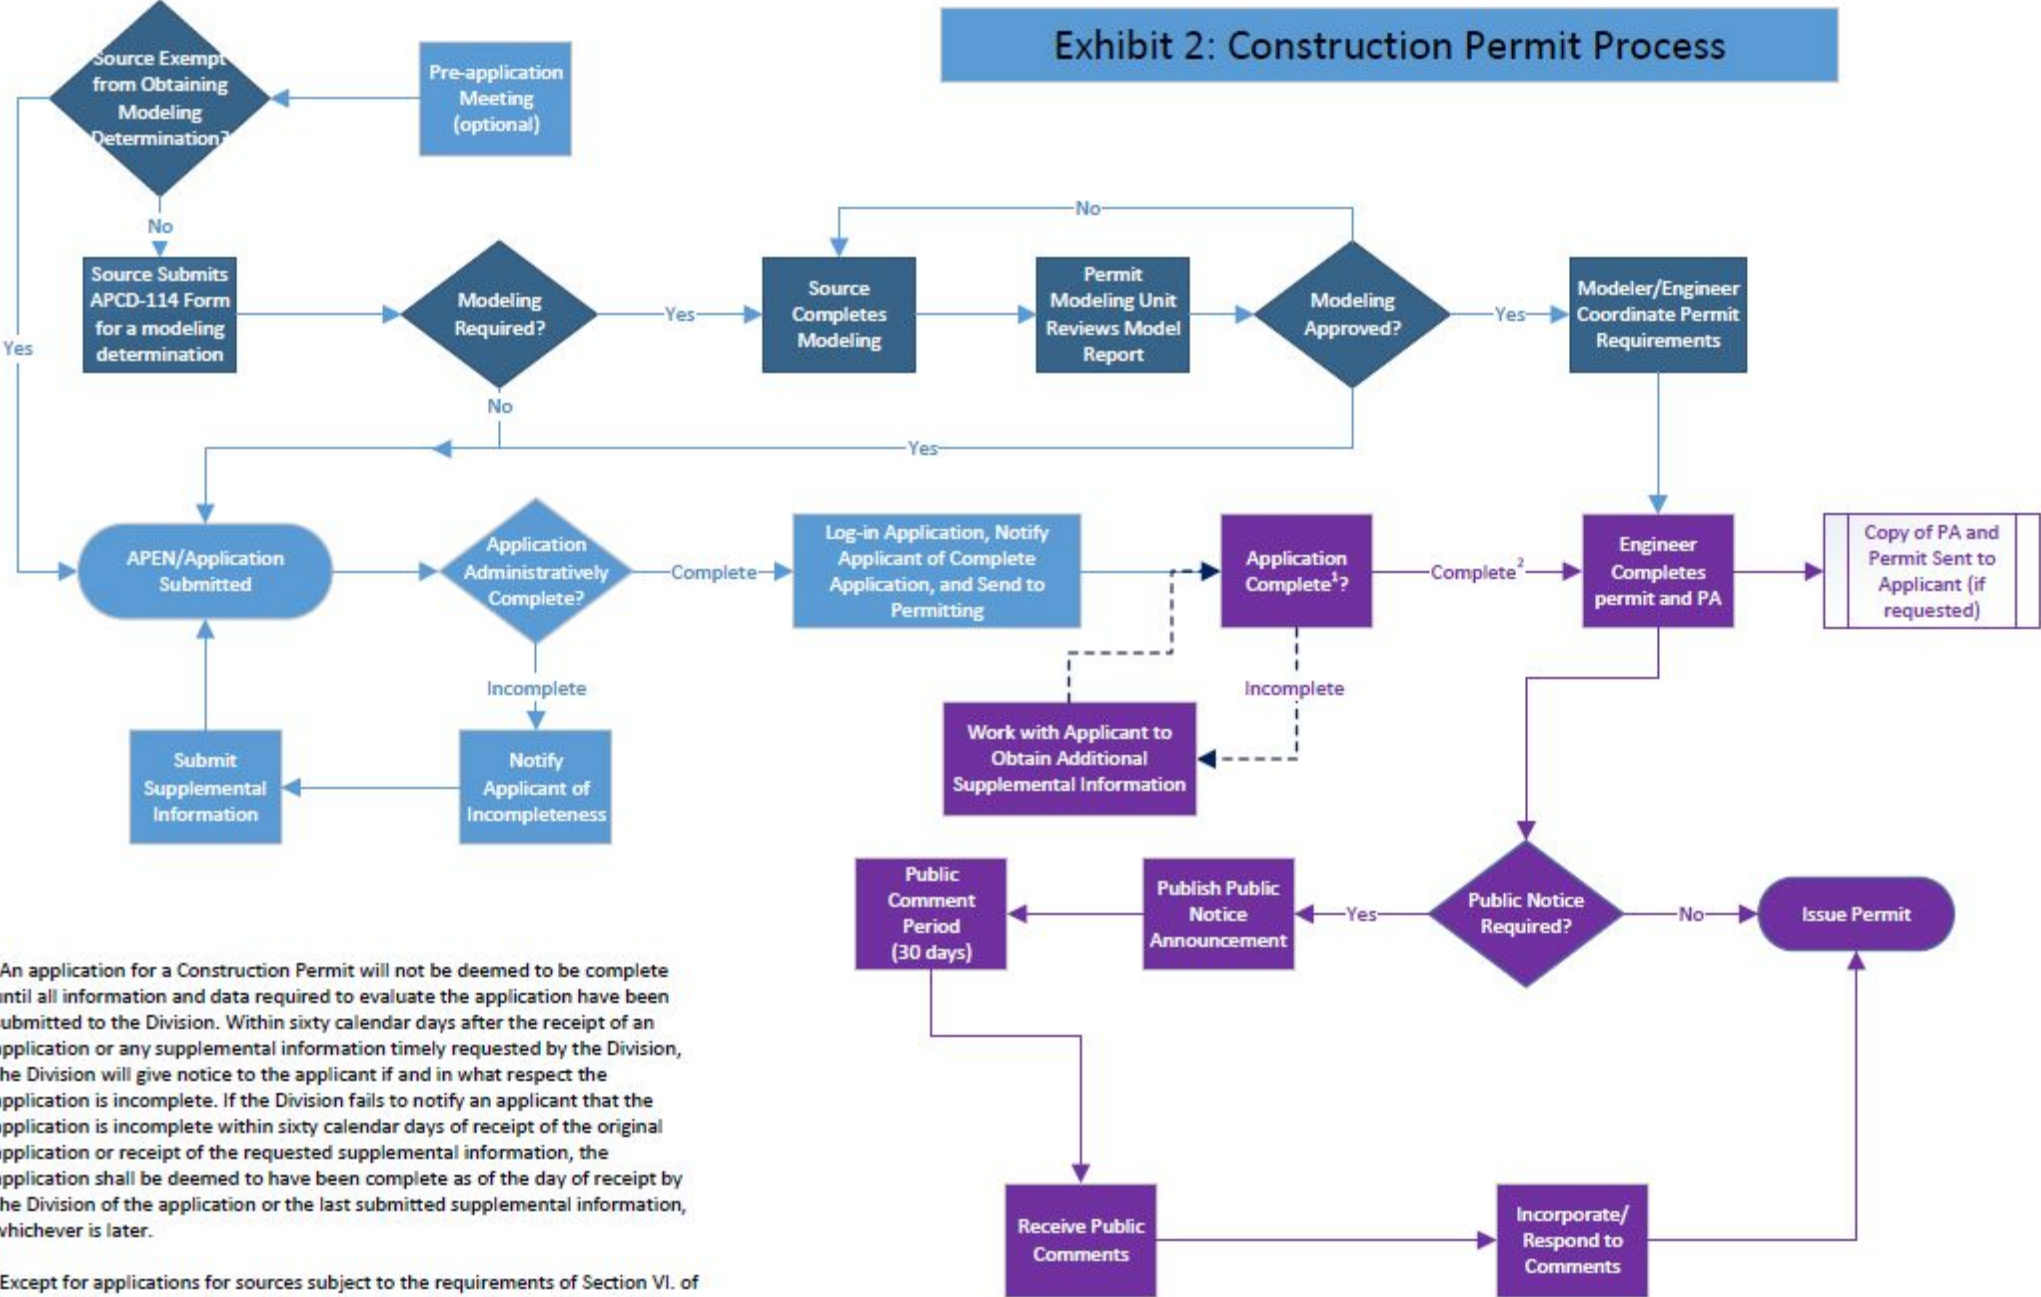 Exhibit 2: Construction Permit Process
Source Exempt
from Obtaining
Modeling
Determination?
Pre-application
Meeting
(optional)
No
Yes
Source Submits
APCD-114 Form
for a modeling
determination
Modeling
Required?
Yes
No
Source
Completes
Modeling
Permit
Modeling Unit
Reviews Model
Report
Modeling
Approved?
No
Yes
Yes
Modeler/Engineer
Coordinate Permit
Requirements
APEN/Application
Submitted
Application
Administratively
Complete?
Complete
Incomplete
Log-in Application, Notify
Applicant of Complete
Application, and Send to
Permitting
Application
Complete¹?
Complete²
Incomplete
Engineer
Completes
permit and PA
Copy of PA and
Permit Sent to
Applicant (if
requested)
Submit
Supplemental
Information
Notify
Applicant of
Incompleteness
Work with Applicant to
Obtain Additional
Supplemental Information
Public
Comment
Period
(30 days)
Publish Public
Notice
Announcement
Yes
Public Notice
Required?
No
Issue Permit
Receive Public
Comments
Incorporate/
Respond to
Comments
An application for a Construction Permit will not be deemed to be complete
until all information and data required to evaluate the application have been
submitted to the Division. Within sixty calendar days after the receipt of an
application or any supplemental information timely requested by the Division,
the Division will give notice to the applicant if and in what respect the
application is incomplete. If the Division fails to notify an applicant that the
application is incomplete within sixty calendar days of receipt of the original
application or receipt of the requested supplemental information, the
application shall be deemed to have been complete as of the day of receipt by
the Division of the application or the last submitted supplemental information,
whichever is later.
Except for applications for sources subject to the requirements of Section VI. of